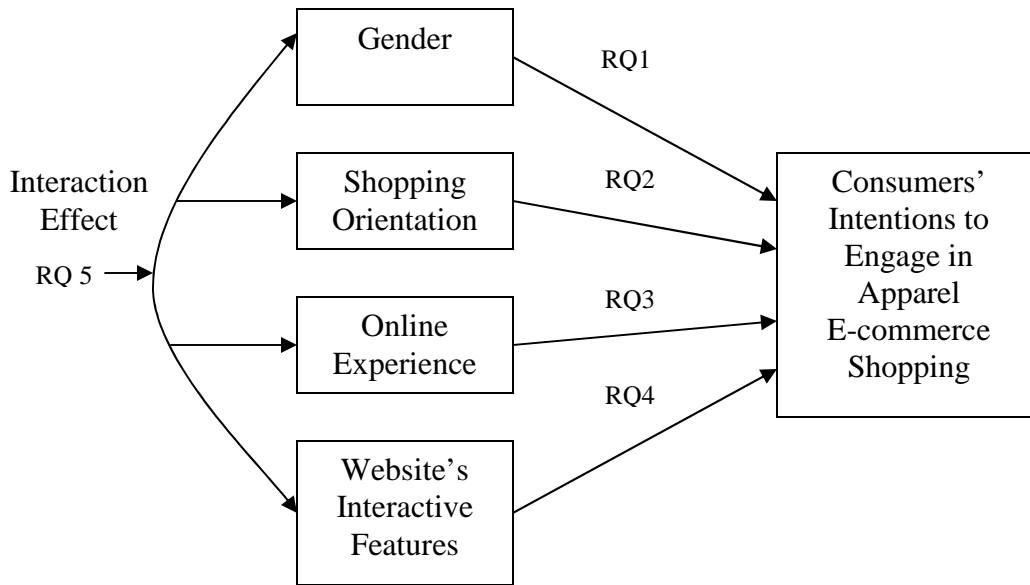 Gender
RQ1
Interaction
Effect
RQ 5
Shopping
Orientation
RQ2
Online
Experience
RQ3
Website’s
Interactive
Features
RQ4
Consumers’
Intentions to
Engage in
Apparel
E-commerce
Shopping